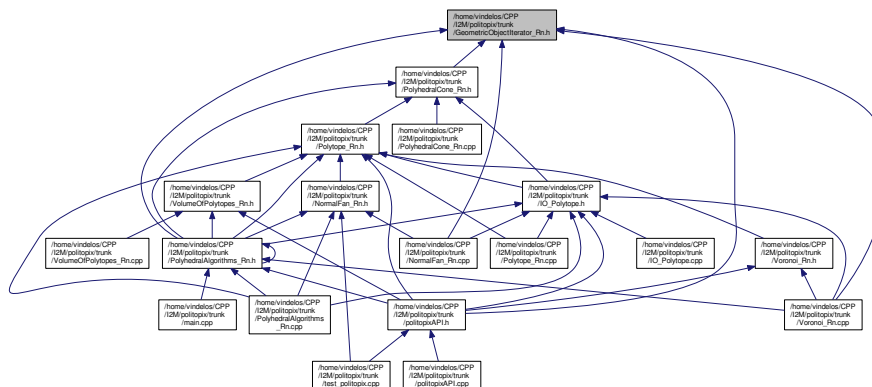 /home/vindelos/CPP
/I2M/politopix/trunk
/GeometricObjectIterator_Rn.h
/home/vindelos/CPP
/I2M/politopix/trunk
/PolyhedralCone_Rn.h
/home/vindelos/CPP
/I2M/politopix/trunk
/Polytope_Rn.h
/home/vindelos/CPP
/I2M/politopix/trunk
/PolyhedralCone_Rn.cpp
/home/vindelos/CPP
/I2M/politopix/trunk
/VolumeOfPolytopes_Rn.h
/home/vindelos/CPP
/I2M/politopix/trunk
/NormalFan_Rn.h
/home/vindelos/CPP
/I2M/politopix/trunk
/IO_Polytope.h
/home/vindelos/CPP
/I2M/politopix/trunk
/VolumeOfPolytopes_Rn.cpp
/home/vindelos/CPP
/I2M/politopix/trunk
/PolyhedralAlgorithms_Rn.h
/home/vindelos/CPP
/I2M/politopix/trunk
/NormalFan_Rn.cpp
/home/vindelos/CPP
/I2M/politopix/trunk
/Polytope_Rn.cpp
/home/vindelos/CPP
/I2M/politopix/trunk
/IO_Polytope.cpp
/home/vindelos/CPP
/I2M/politopix/trunk
/Voronoi_Rn.h
/home/vindelos/CPP
/I2M/politopix/trunk
/main.cpp
/home/vindelos/CPP
/I2M/politopix/trunk
/PolyhedralAlgorithms
_Rn.cpp
/home/vindelos/CPP
/I2M/politopix/trunk
/politopixAPI.h
/home/vindelos/CPP
/I2M/politopix/trunk
/Voronoi_Rn.cpp
/home/vindelos/CPP
/I2M/politopix/trunk
/test_politopix.cpp
/home/vindelos/CPP
/I2M/politopix/trunk
/politopixAPI.cpp